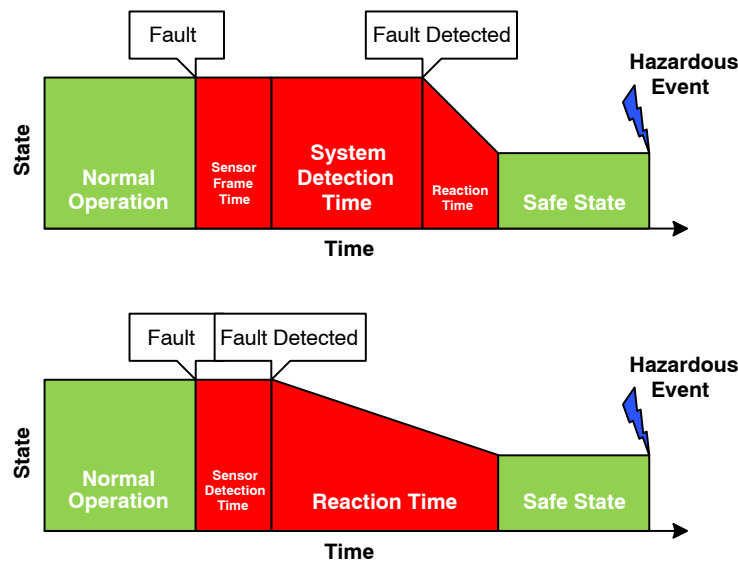 Fault
Fault Detected
Hazardous
Event
State
Normal
Operation
Sensor
Frame
Time
System
Detection
Time
Reaction
Time
Safe State
Time
Fault
Fault Detected
Hazardous
Event
State
Normal
Operation
Sensor
Detection
Time
Reaction Time
Safe State
Time